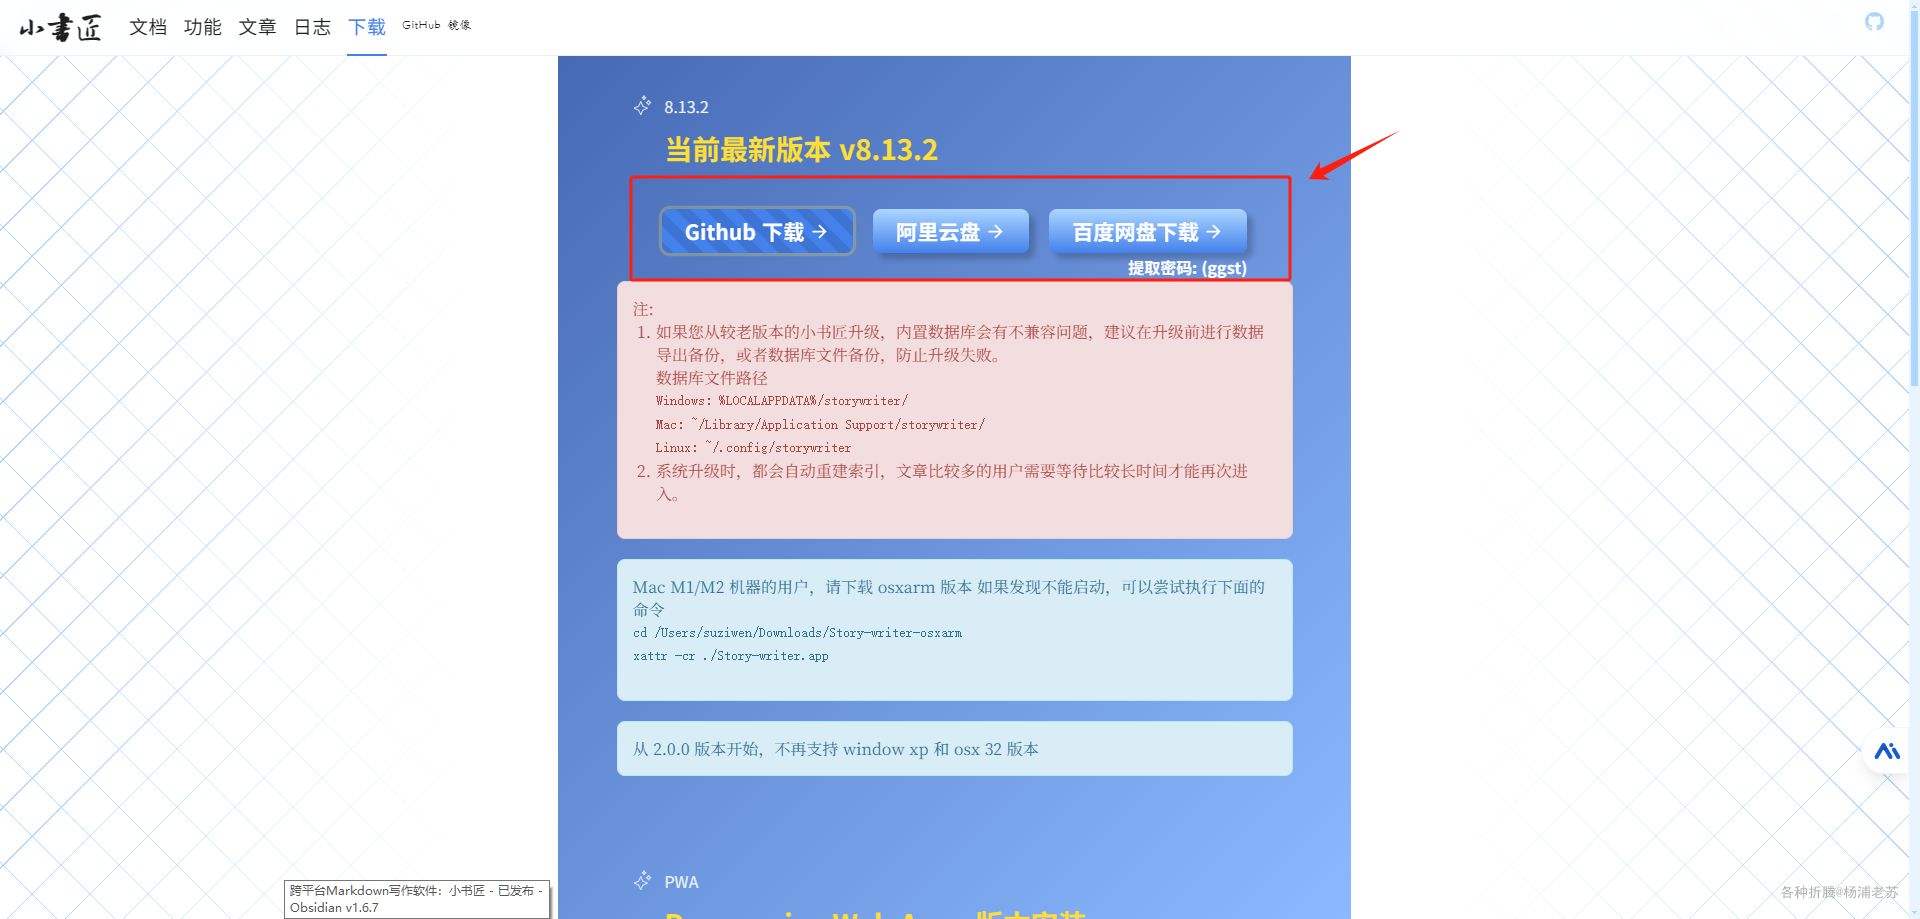 小書匠 文档 功能 文章 日志 下载 GitHub 镜像
8.13.2
当前最新版本 v8.13.2
Github 下载 → 阿里云盘 → 百度网盘下载 →
提取密码: (ggst)
注:
1. 如果您从较老版本的小书匠升级，内置数据库会有不兼容问题，建议在升级前进行数据
导出备份，或者数据库文件备份，防止升级失败。
数据库文件路径
Windows: %LOCALAPPDATA%/storywriter/
Mac: ~/Library/Application Support/storywriter/
Linux: ~/.config/storywriter
2. 系统升级时，都会自动重建索引，文章比较多的用户需要等待比较长时间才能再次进
入。
Mac M1/M2 机器的用户，请下载 osxarm 版本 如果发现不能启动，可以尝试执行下面的
命令
cd /Users/suziwen/Downloads/Story-writer-osxarm
xattr -cr ./Story-writer.app
从 2.0.0 版本开始，不再支持 window xp 和 osx 32 版本
PWA
跨平台Markdown写作软件：小书匠 - 已发布 -
Obsidian v1.6.7
各种折腾@杨浦老苏